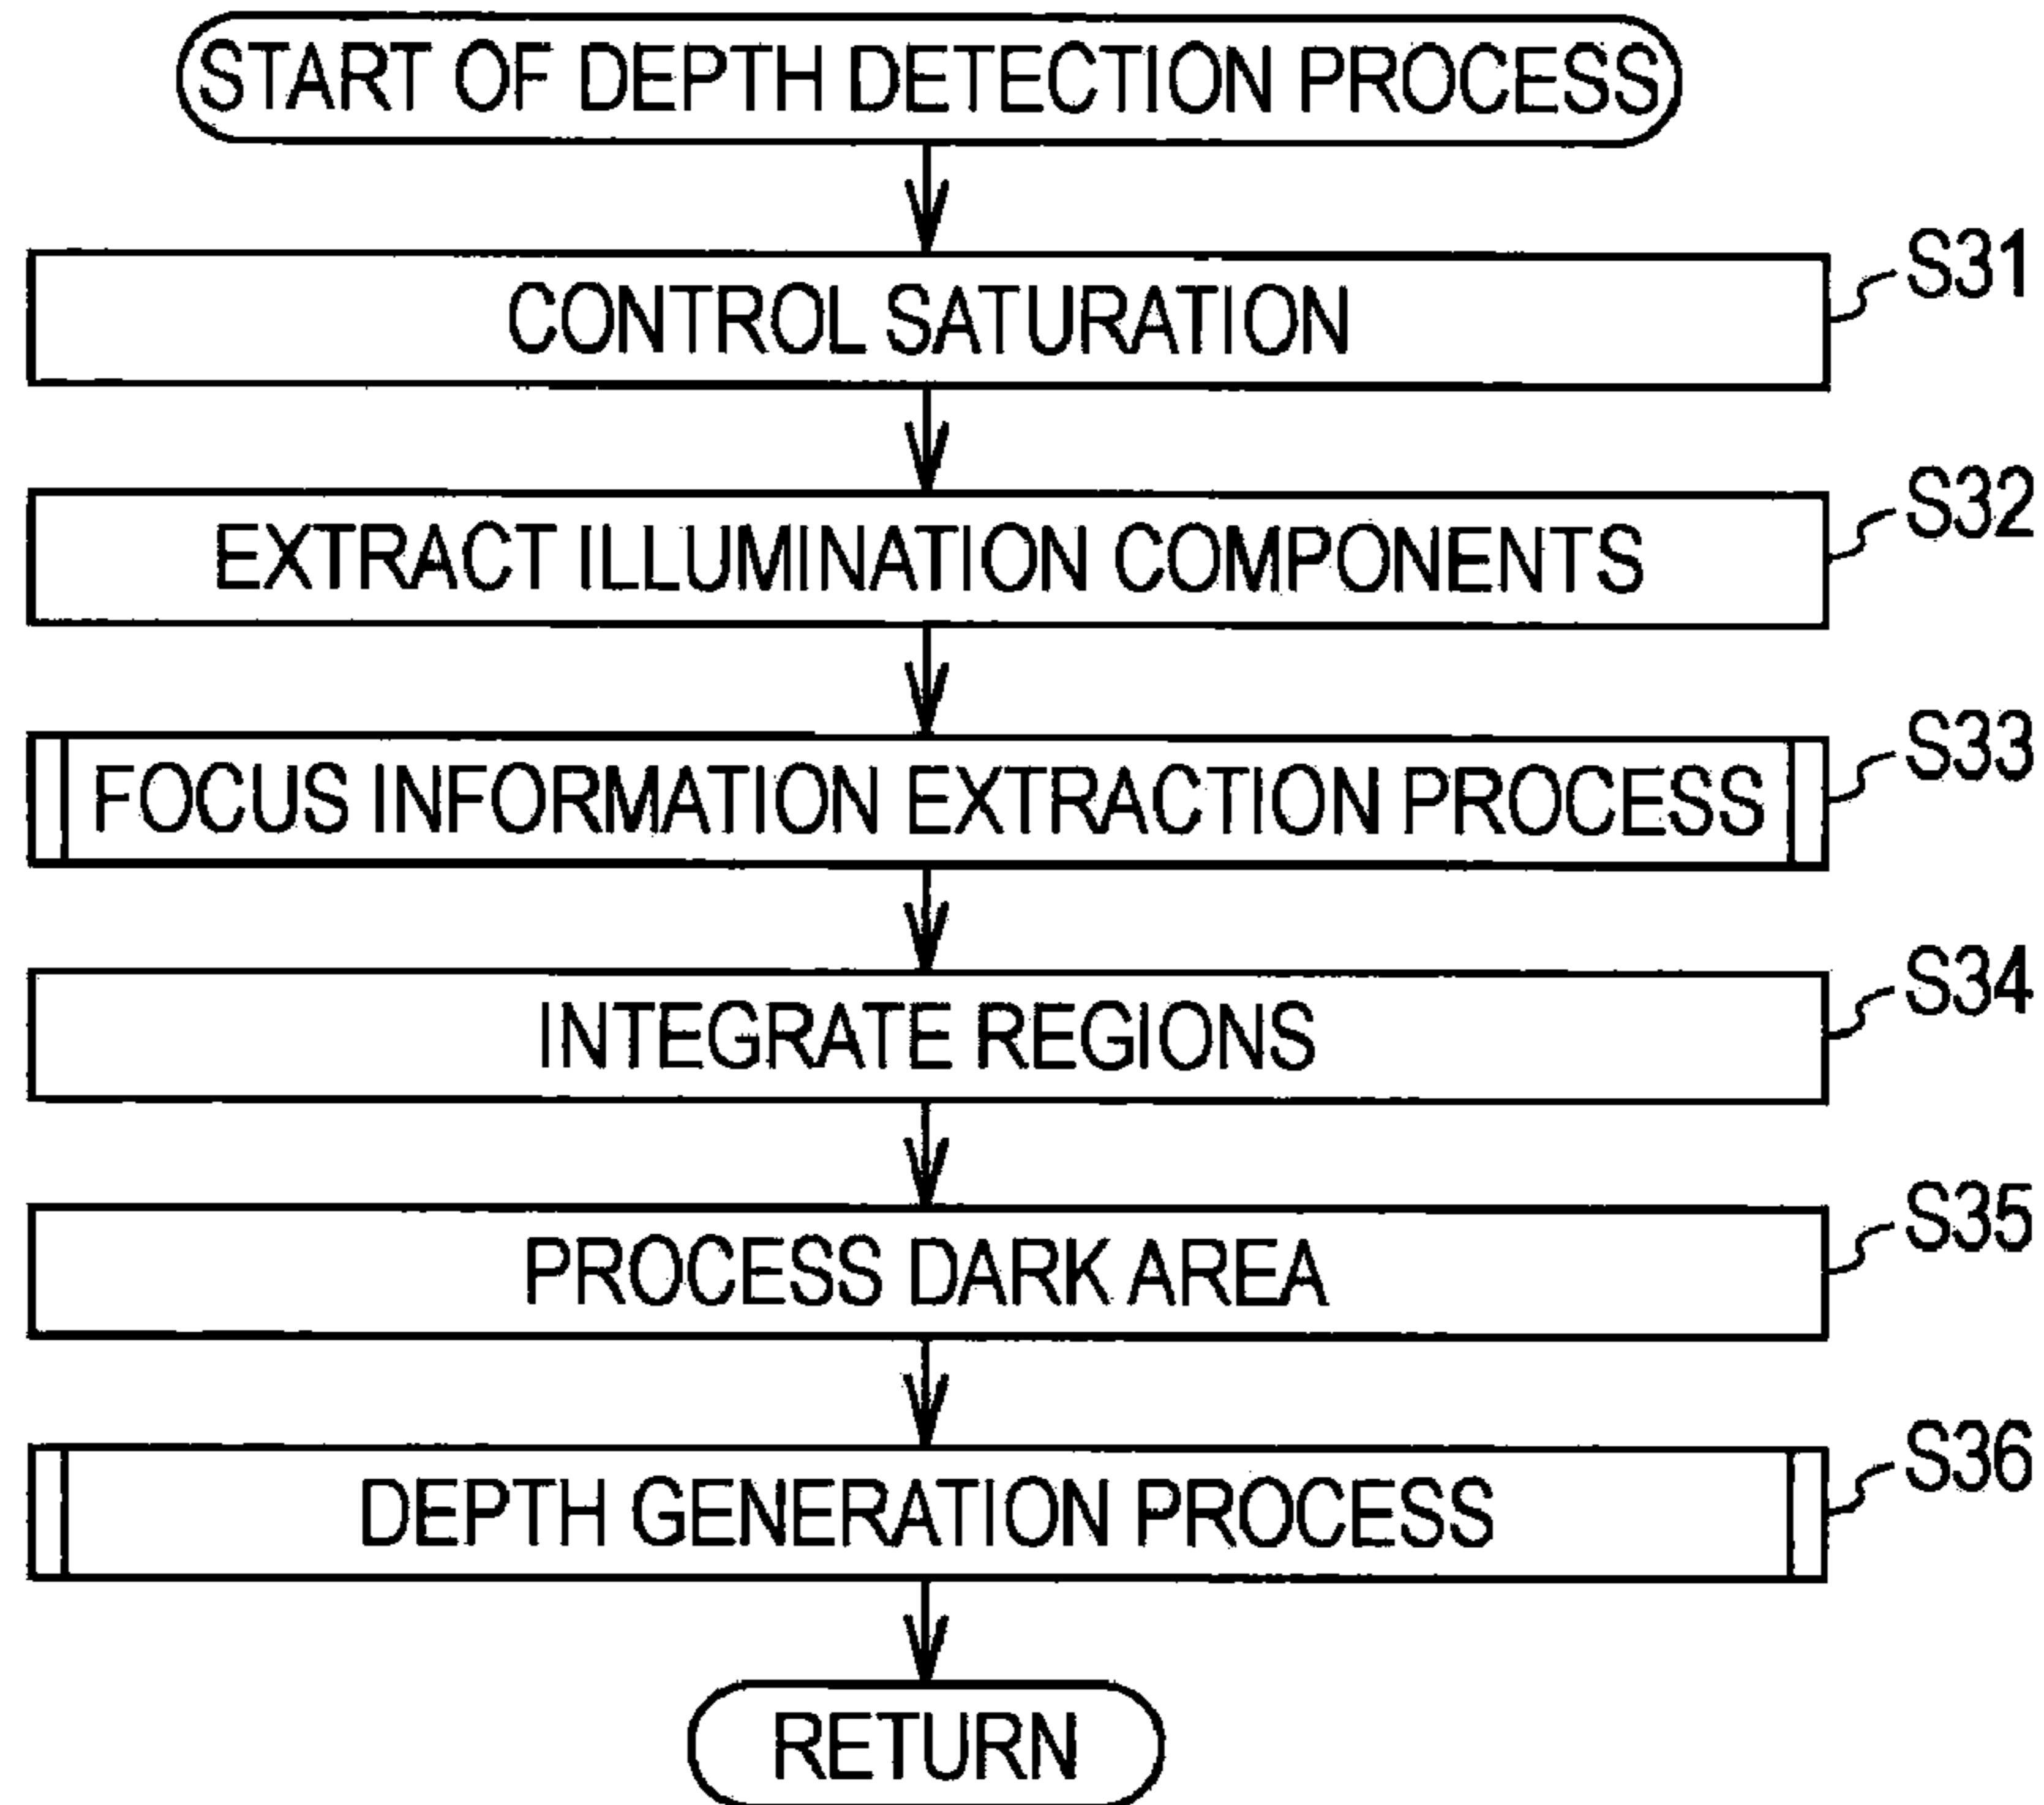 START OF DEPTH DETECTION PROCESS
CONTROL SATURATION
S31
EXTRACT ILLUMINATION COMPONENTS
S32
FOCUS INFORMATION EXTRACTION PROCESS
S33
INTEGRATE REGIONS
S34
PROCESS DARK AREA
S35
DEPTH GENERATION PROCESS
S36
RETURN